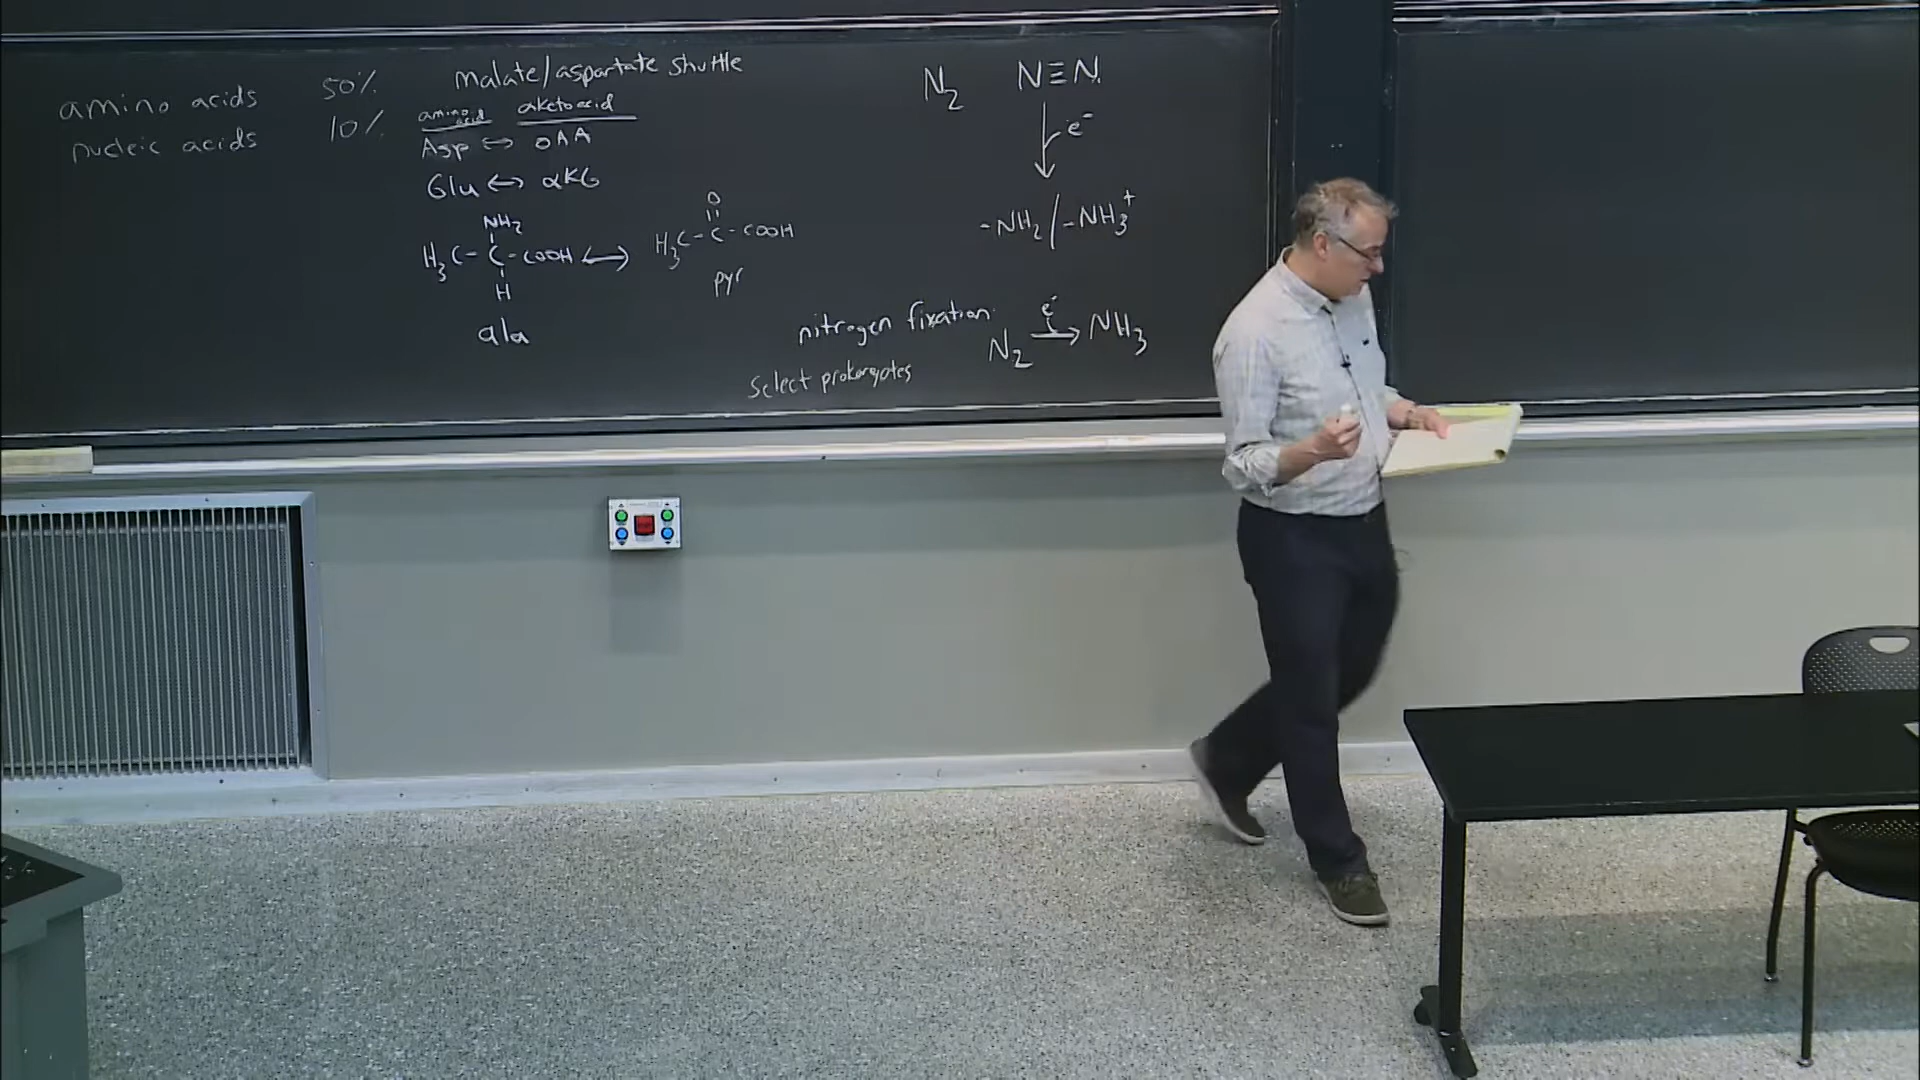 amino acids 50%
nucleic acids 10%
malate/aspartate shuttle
amino acid αketoacid
Asp ↔ OAA
Glu ↔ αKG
NH2
H3C-C-COOH ↔
H
ala
O
H3C-C-COOH
pyr
N2 N≡N
e-
-NH2/-NH3+
nitrogen fixation
e-
N2 → NH3
select prokaryotes